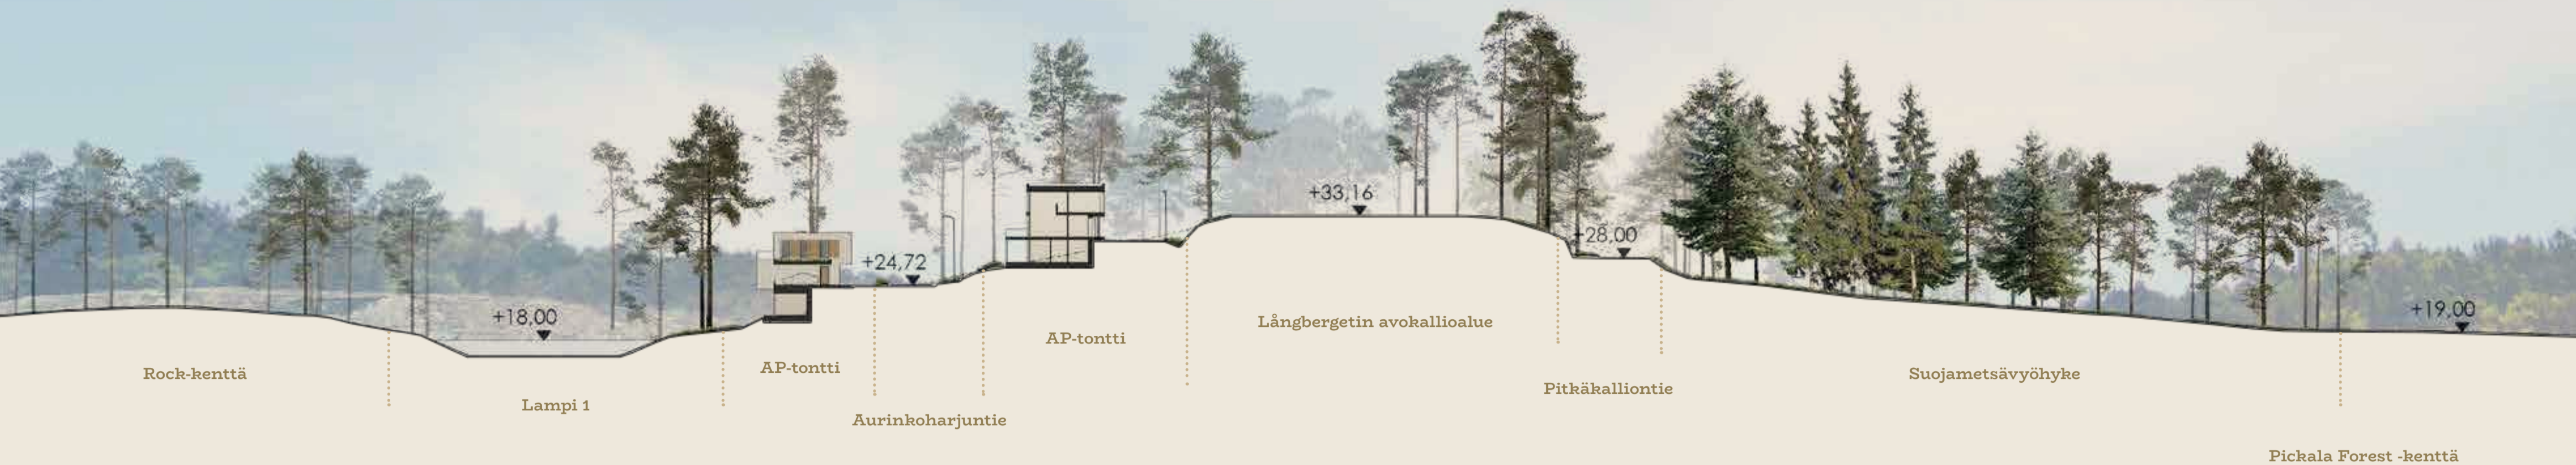 +33,16
+28,00
+24,72
+19,00
+18,00
Långbergetin avokallioalue
AP-tontti
AP-tontti
Rock-kenttä
Suojametsävyöhyke
Pitkäkalliontie
Lampi 1
Aurinkoharjuntie
Pickala Forest -kenttä